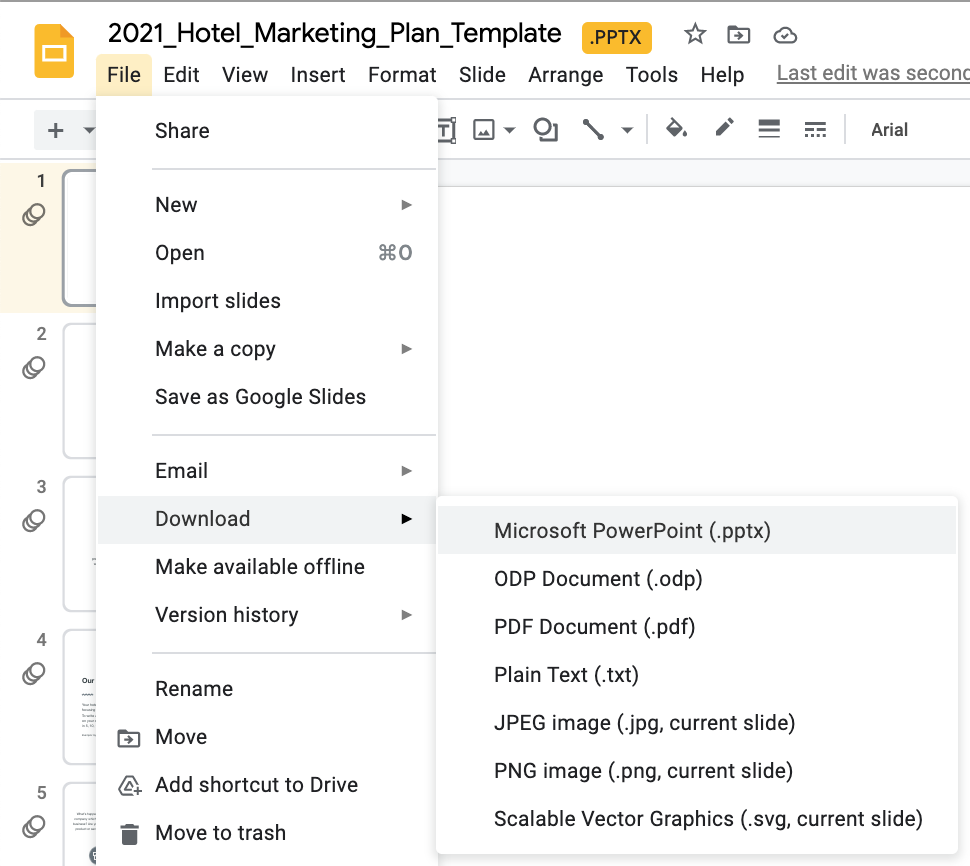 2021_Hotel_Marketing_Plan_Template .PPTX
File Edit View Insert Format Slide Arrange Tools Help Last edit was second
Arial
Share
New
Open ⌘O
Import slides
Make a copy
Save as Google Slides
Email
Download
Make available offline
Version history
Rename
Move
Add shortcut to Drive
Move to trash
Microsoft PowerPoint (.pptx)
ODP Document (.odp)
PDF Document (.pdf)
Plain Text (.txt)
JPEG image (.jpg, current slide)
PNG image (.png, current slide)
Scalable Vector Graphics (.svg, current slide)
1
2
3
4
Our
5